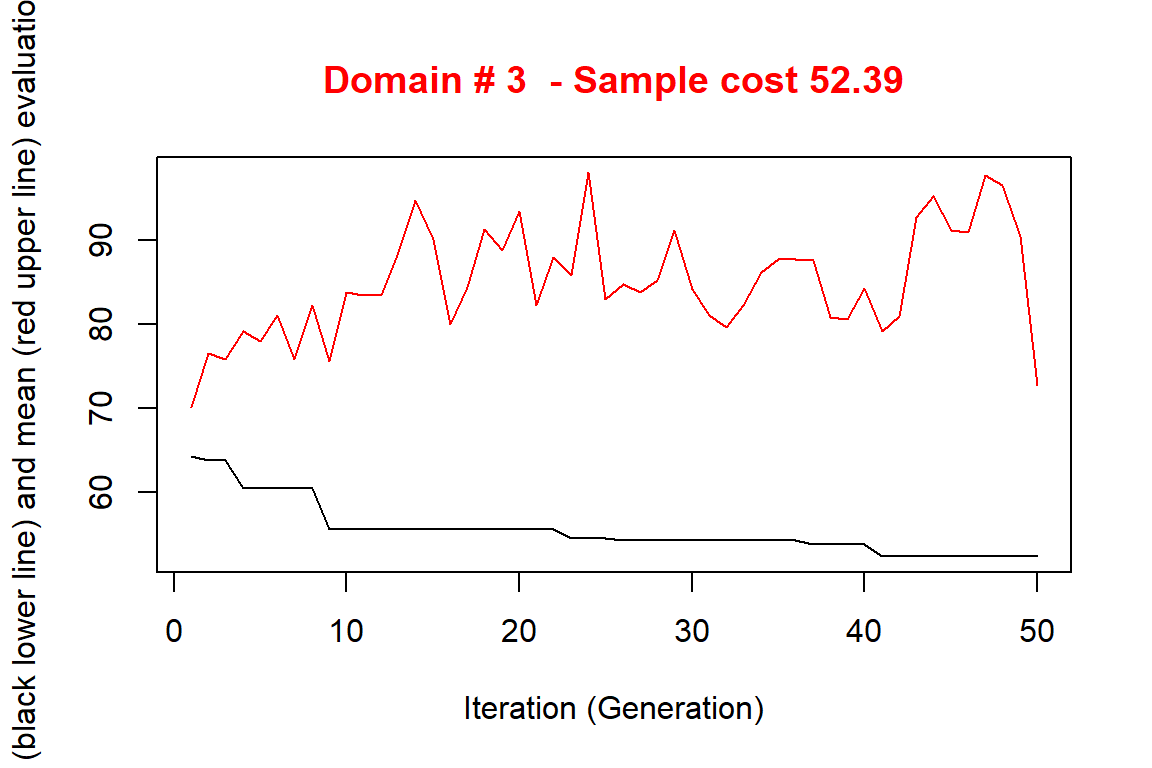 Domain # 3  - Sample cost 52.39
(black lower line) and mean (red upper line) evaluatio
90
80
70
60
0 10 20 30 40 50
Iteration (Generation)